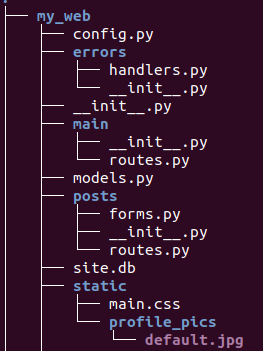 my_web
config.py
errors
handlers.py
__init__.py
__init__.py
main
__init__.py
routes.py
models.py
posts
forms.py
__init__.py
routes.py
site.db
static
main.css
profile_pics
default.jpg